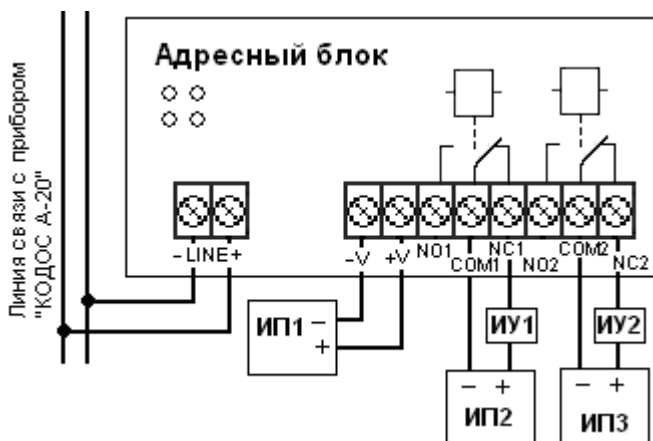 Адресный блок
Линия связи с прибором
"КОДОС А-20"
- LINE +
-V
+V
NO1
COM1
NC1
NO2
COM2
NC2
ИП1
-
+
ИУ1
ИУ2
- +
ИП2
- +
ИП3